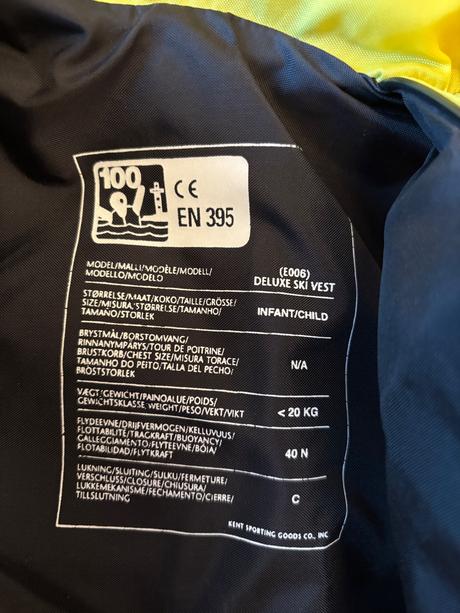 100
CE
EN 395
MODEL/MALLI/MODÈLE/MODELL/
MODELLO/MODELO
(E006)
DELUXE SKI VEST
STØRRELSE/MAAT/KOKO/TAILLE/GRÖSSE/
SIZE/MISURA/STØRRELSE/TAMANHO/
TAMAÑO/STORLEK
INFANT/CHILD
BRYSTMÅL/BORSTOMVANG/
RINNANYMPARYS/TOUR DE POITRINE/
BRUSTKORB/CHEST SIZE/MISURA TORACE/
TAMANHO DO PEITO/TALLA DEL PECHO/
BRÖSTSTORLEK
N/A
VÆGT/GEWICHT/PAINOALUE/POIDS/
GEWICHTSKLASSE/WEIGHT/PESO/VEKT/VIKT
< 20 KG
FLYDEEVNE/DRIJFVERMOGEN/KELLUVUUS/
FLOTTABILITÉ/TRAGKRAFT/BUOYANCY/
GALLEGGIAMENTO/FLYTEEVNE/BÓIA/
FLOTABILIDAD/FLYTKRAFT
40 N
LUKNING/SLUITING/SULKU/FERMETURE/
VERSCHLUSS/CLOSURE/CHIUSURA/
LUKKEMEKANISME/FECHAMENTO/CIERRE/
TILLSLUTNING
C
KENT SPORTING GOODS CO., INC